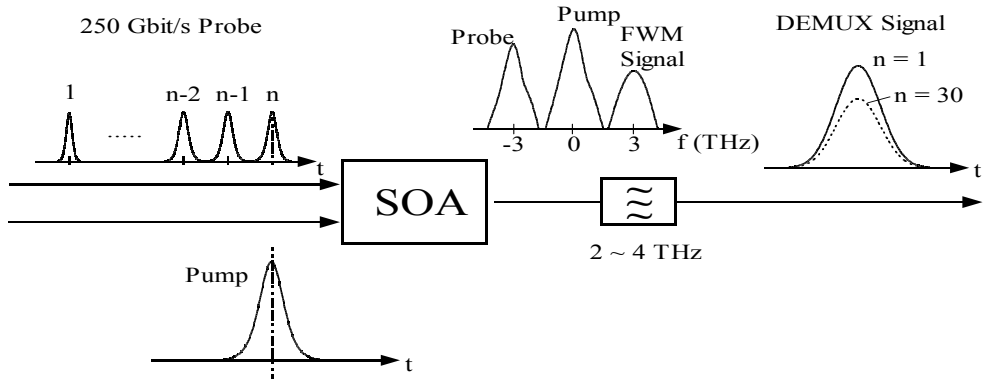 250 Gbit/s Probe
1
.....
n-2
n-1
n
t
Pump
t
SOA
Probe
Pump
FWM
Signal
-3
0
3
f (THz)
2 ~ 4 THz
DEMUX Signal
n = 1
n = 30
t